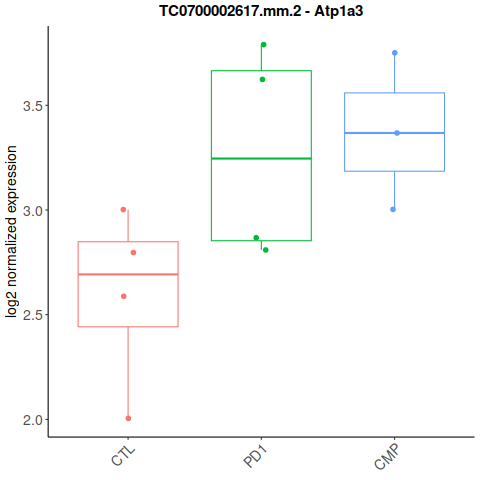 TC0700002617.mm.2 - Atp1a3
log2 normalized expression
3.5
3.0
2.5
2.0
CTL
PD1
CMP